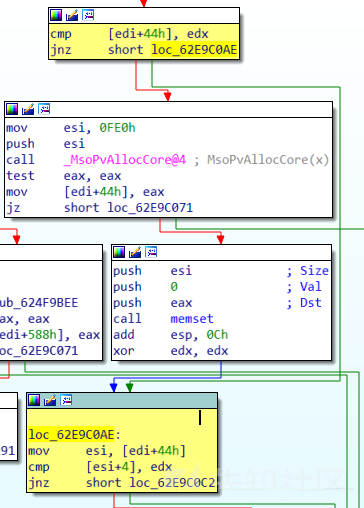 cmp [edi+44h], edx
jnz short loc_62E9C0AE
mov esi, 0FE0h
push esi
call _MsoPvAllocCore@4 ; MsoPvAllocCore(x)
test eax, eax
mov [edi+44h], eax
jz short loc_62E9C071
ub_624F9BEE
ax, eax
edi+588h], eax
oc_62E9C071
push esi ; Size
push 0 ; Val
push eax ; Dst
call memset
add esp, 0Ch
xor edx, edx
91
loc_62E9C0AE:
mov esi, [edi+44h]
cmp [esi+4], edx
jnz short loc_62E9C0C2